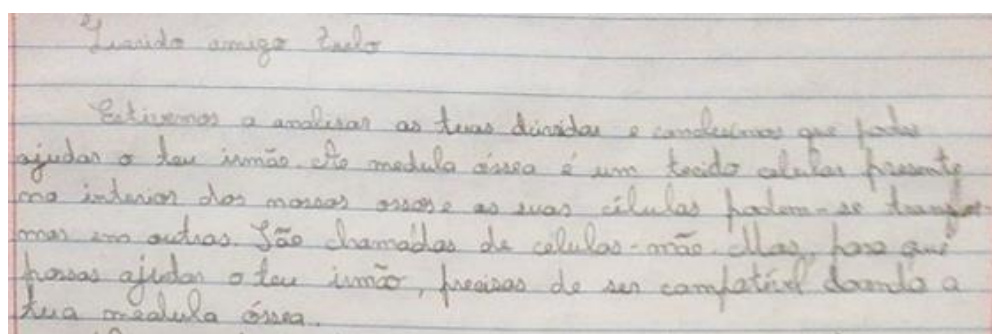 Querido amigo Zeelo
Estivemos a analisar as tuas dúvidas e concluímos que podes
ajudar o teu irmão. A medula óssea é um tecido celular presente
no interior dos nossos ossos e as suas células podem-se transfor-
mar em outras. São chamadas de células-mãe. Mas, para que
possas ajudar o teu irmão, precisas de ser compatível doando a
tua medula óssea.